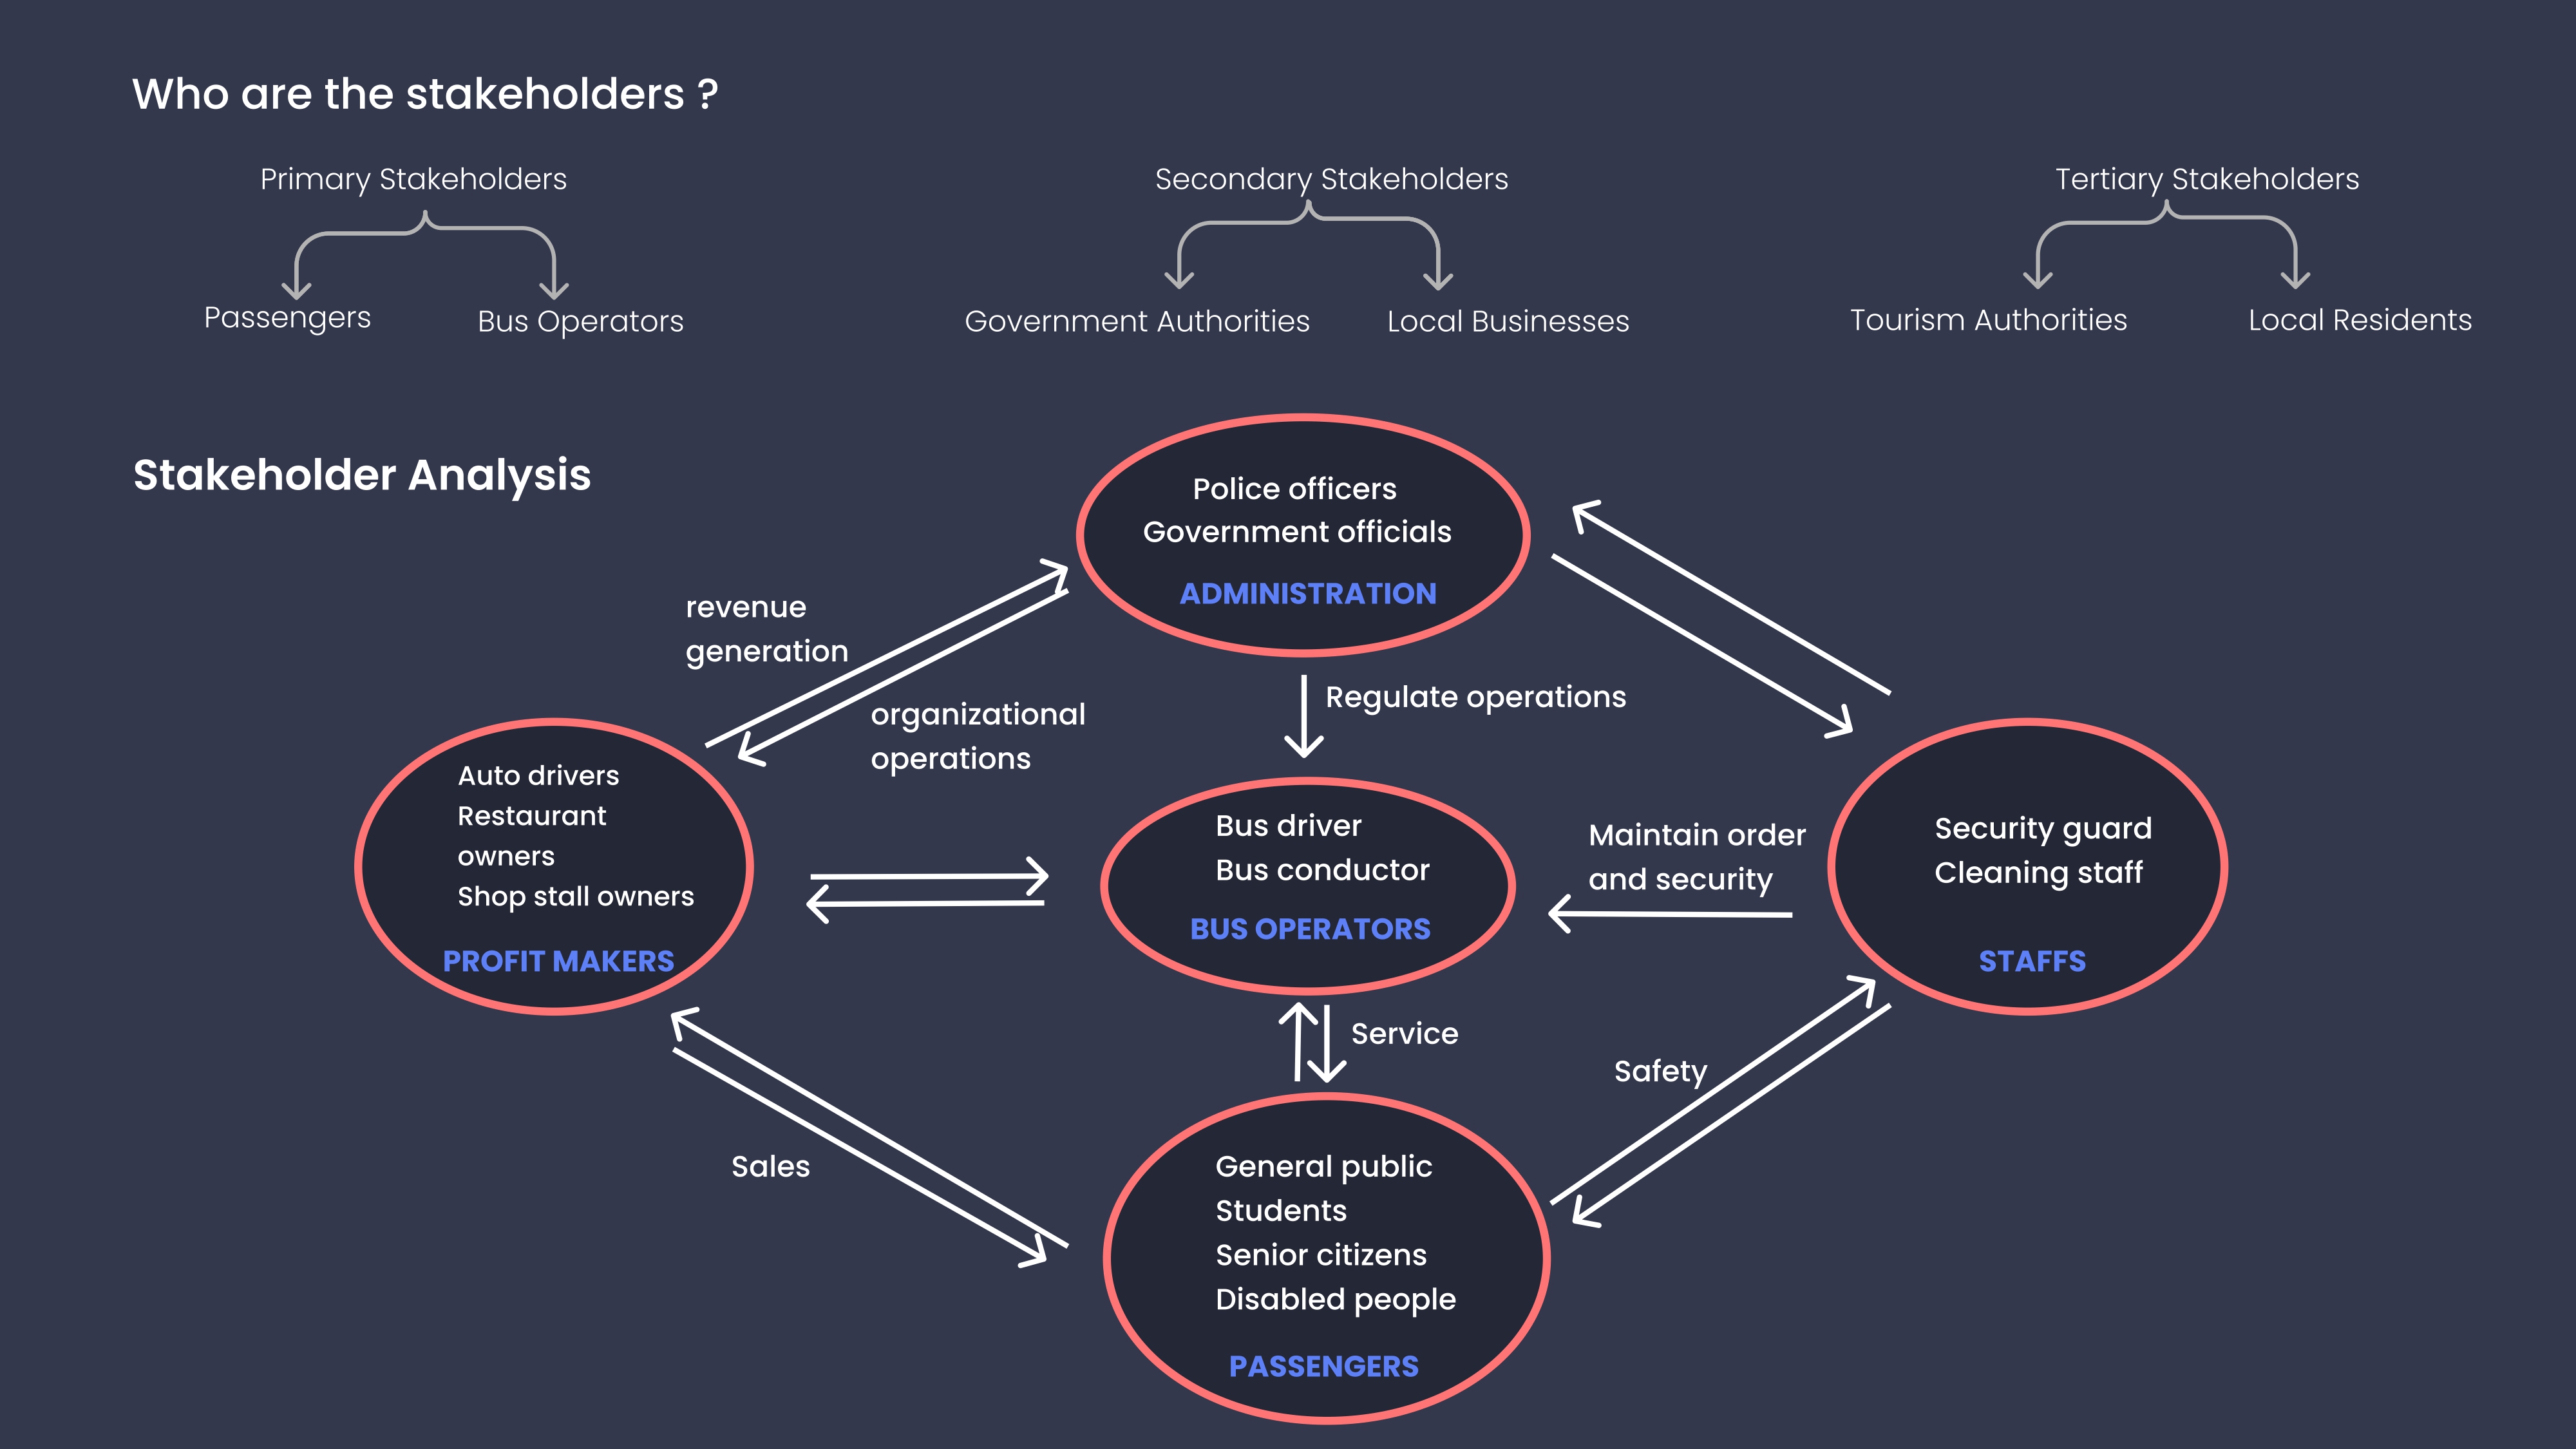 Who are the stakeholders ?
Primary Stakeholders
Secondary Stakeholders
Tertiary Stakeholders
Passengers
Bus Operators
Government Authorities
Local Businesses
Tourism Authorities
Local Residents
Stakeholder Analysis
Police officers
Government officials
ADMINISTRATION
revenue
generation
organizational
operations
Regulate operations
Auto drivers
Restaurant
owners
Shop stall owners
PROFIT MAKERS
Bus driver
Bus conductor
BUS OPERATORS
Maintain order
and security
Security guard
Cleaning staff
STAFFS
Service
Safety
Sales
General public
Students
Senior citizens
Disabled people
PASSENGERS